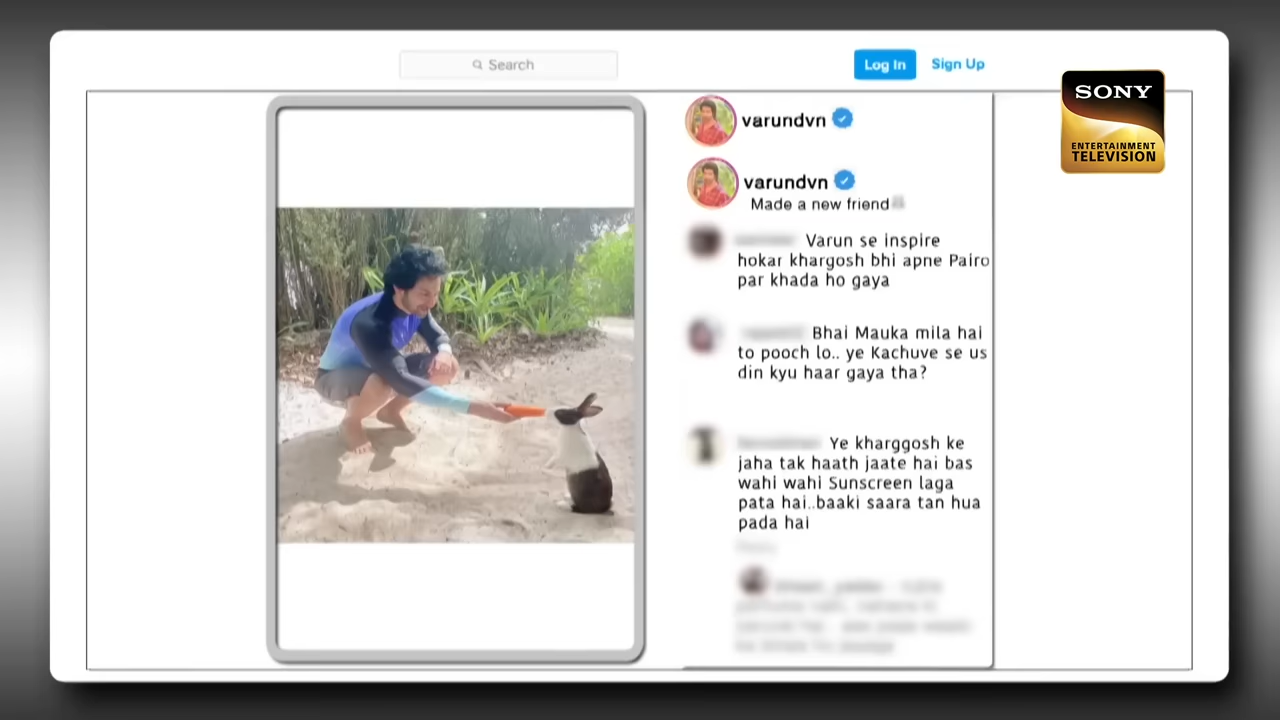 Search
Log In
Sign Up
SONY
ENTERTAINMENT
TELEVISION
varundvn
varundvn
Made a new friend
Varun se inspire
hokar khargosh bhi apne Pairo
par khada ho gaya
Bhai Mauka mila hai
to pooch lo.. ye Kachuve se us
din kyu haar gaya tha?
Ye kharggosh ke
jaha tak haath jaate hai bas
wahi wahi Sunscreen laga
pata hai..baaki saara tan hua
pada hai